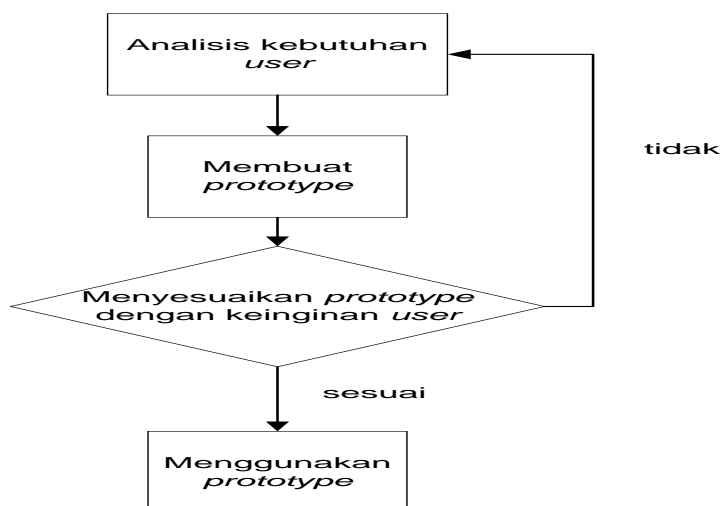 Analisis kebutuhan
user
tidak
Membuat
prototype
Menyesuaikan prototype
dengan keinginan user
sesuai
Menggunakan
prototype